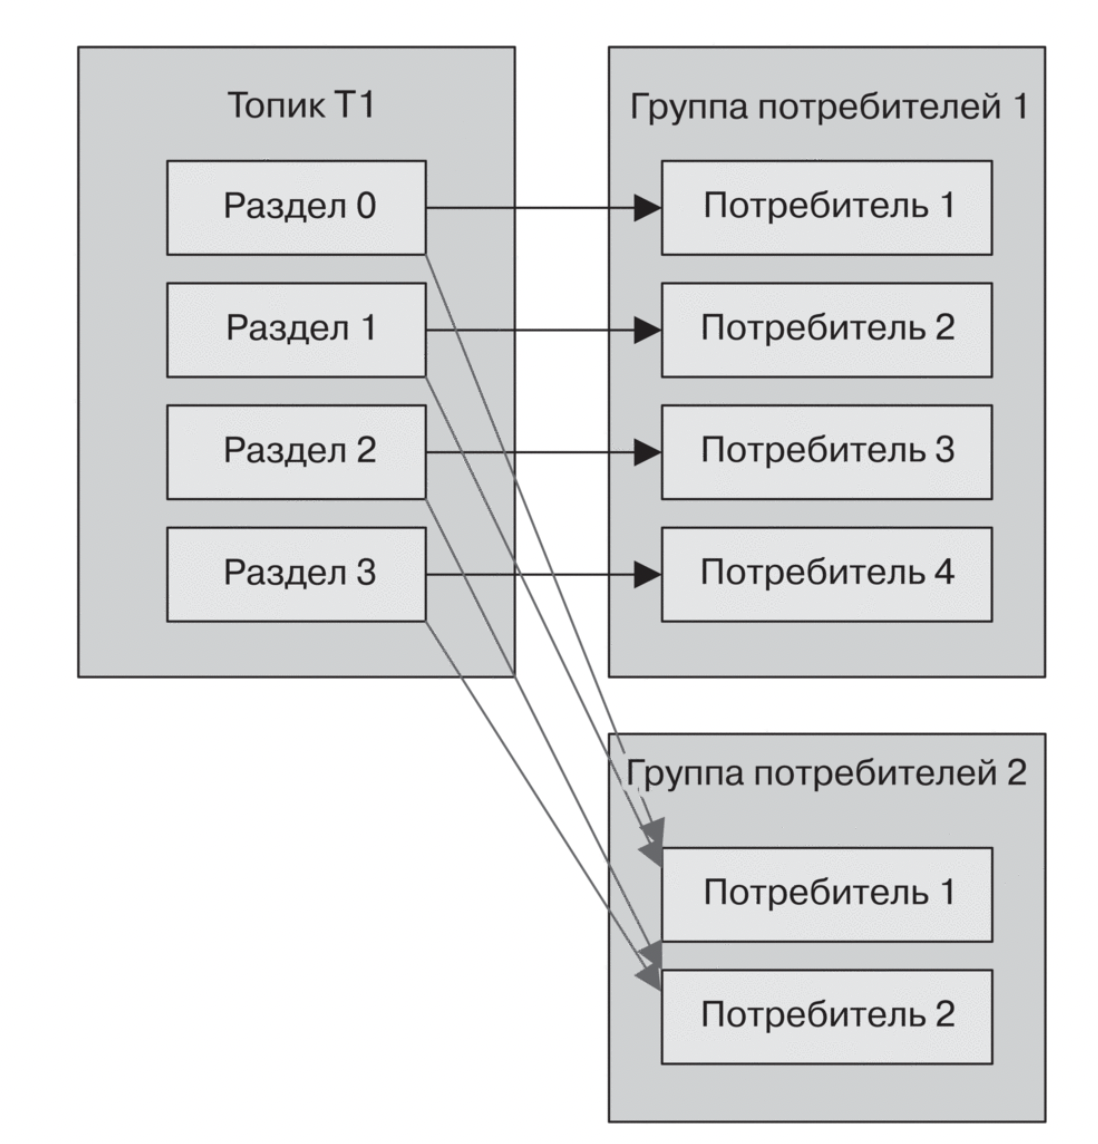 Топик T1
Раздел 0
Раздел 1
Раздел 2
Раздел 3
Группа потребителей 1
Потребитель 1
Потребитель 2
Потребитель 3
Потребитель 4
Группа потребителей 2
Потребитель 1
Потребитель 2